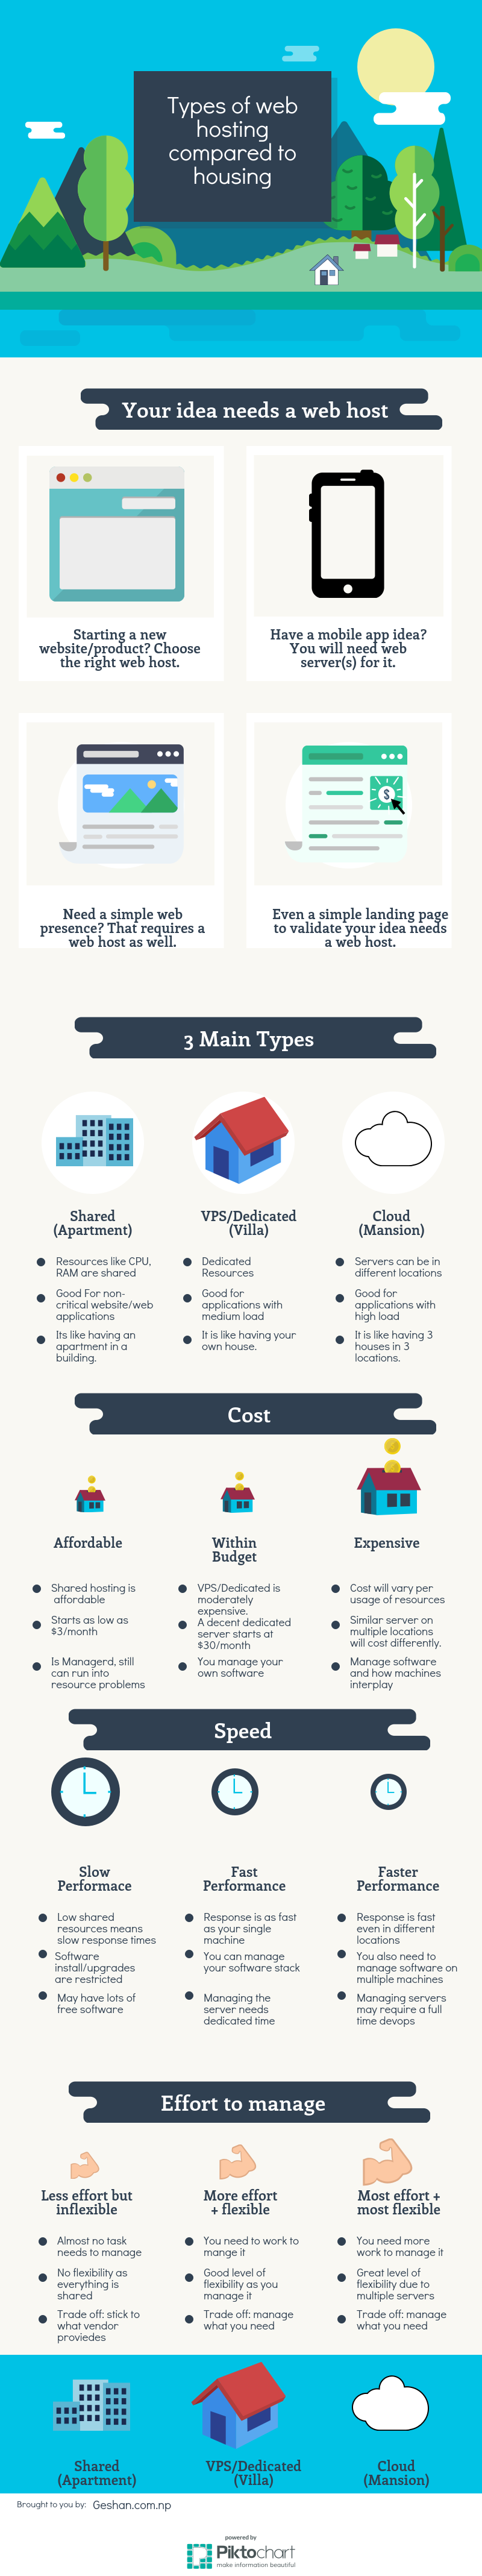 Types of web
hosting
compared to
housing
Your idea needs a web host
Starting a new
website/product? Choose
the right web host.
Have a mobile app idea?
You will need web
server(s) for it.
$
Need a simple web
presence? That requires a
web host as well.
Even a simple landing page
to validate your idea needs
a web host.
3 Main Types
Shared
(Apartment)
Resources like CPU,
RAM are shared
Good For non-
critical website/web
applications
Its like having an
apartment in a
building.
VPS/Dedicated
(Villa)
Dedicated
Resources
Good for
applications with
medium load
It is like having your
own house.
Cloud
(Mansion)
Servers can be in
different locations
Good for
applications with
high load
It is like having 3
houses in 3
locations.
Cost
Affordable
Shared hosting is
affordable
Starts as low as
$3/month
Is Managerd, still
can run into
resource problems
Within
Budget
VPS/Dedicated is
moderately
expensive.
A decent dedicated
server starts at
$30/month
You manage your
own software
Expensive
Cost will vary per
usage of resources
Similar server on
multiple locations
will cost differently.
Manage software
and how machines
interplay
Speed
Slow
Performace
Low shared
resources means
slow response times
Software
install/upgrades
are restricted
May have lots of
free software
Fast
Performance
Response is as fast
as your single
machine
You can manage
your software stack
Managing the
server needs
dedicated time
Faster
Performance
Response is fast
even in different
locations
You also need to
manage software on
multiple machines
Managing servers
may require a full
time devops
Effort to manage
Less effort but
inflexible
Almost no task
needs to manage
No flexibility as
everything is
shared
Trade off: stick to
what vendor
proviedes
More effort
+ flexible
You need to work to
mange it
Good level of
flexibility as you
manage it
Trade off: manage
what you need
Most effort +
most flexible
You need more
work to manage it
Great level of
flexibility due to
multiple servers
Trade off: manage
what you need
Shared
(Apartment)
VPS/Dedicated
(Villa)
Cloud
(Mansion)
Brought to you by: Geshan.com.np
powered by
Piktochart
make information beautiful